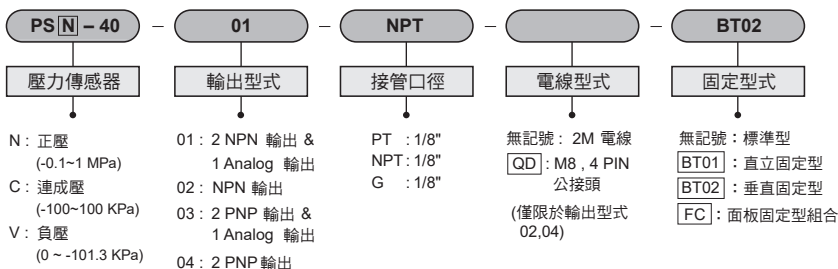 PS N – 40 – 01 – NPT – – BT02
壓力傳感器
輸出型式
接管口徑
電線型式
固定型式
N : 正壓
(-0.1~1 MPa)
C : 連成壓
(-100~100 KPa)
V : 負壓
(0 ~ -101.3 KPa)
01 : 2 NPN 輸出 &
1 Analog 輸出
02 : NPN 輸出
03 : 2 PNP 輸出 &
1 Analog 輸出
04 : 2 PNP 輸出
PT : 1/8"
NPT : 1/8"
G : 1/8"
無記號 : 2M 電線
QD : M8 , 4 PIN
公接頭
(僅限於輸出型式
02,04)
無記號：標準型
BT01：直立固定型
BT02：垂直固定型
FC：面板固定型組合